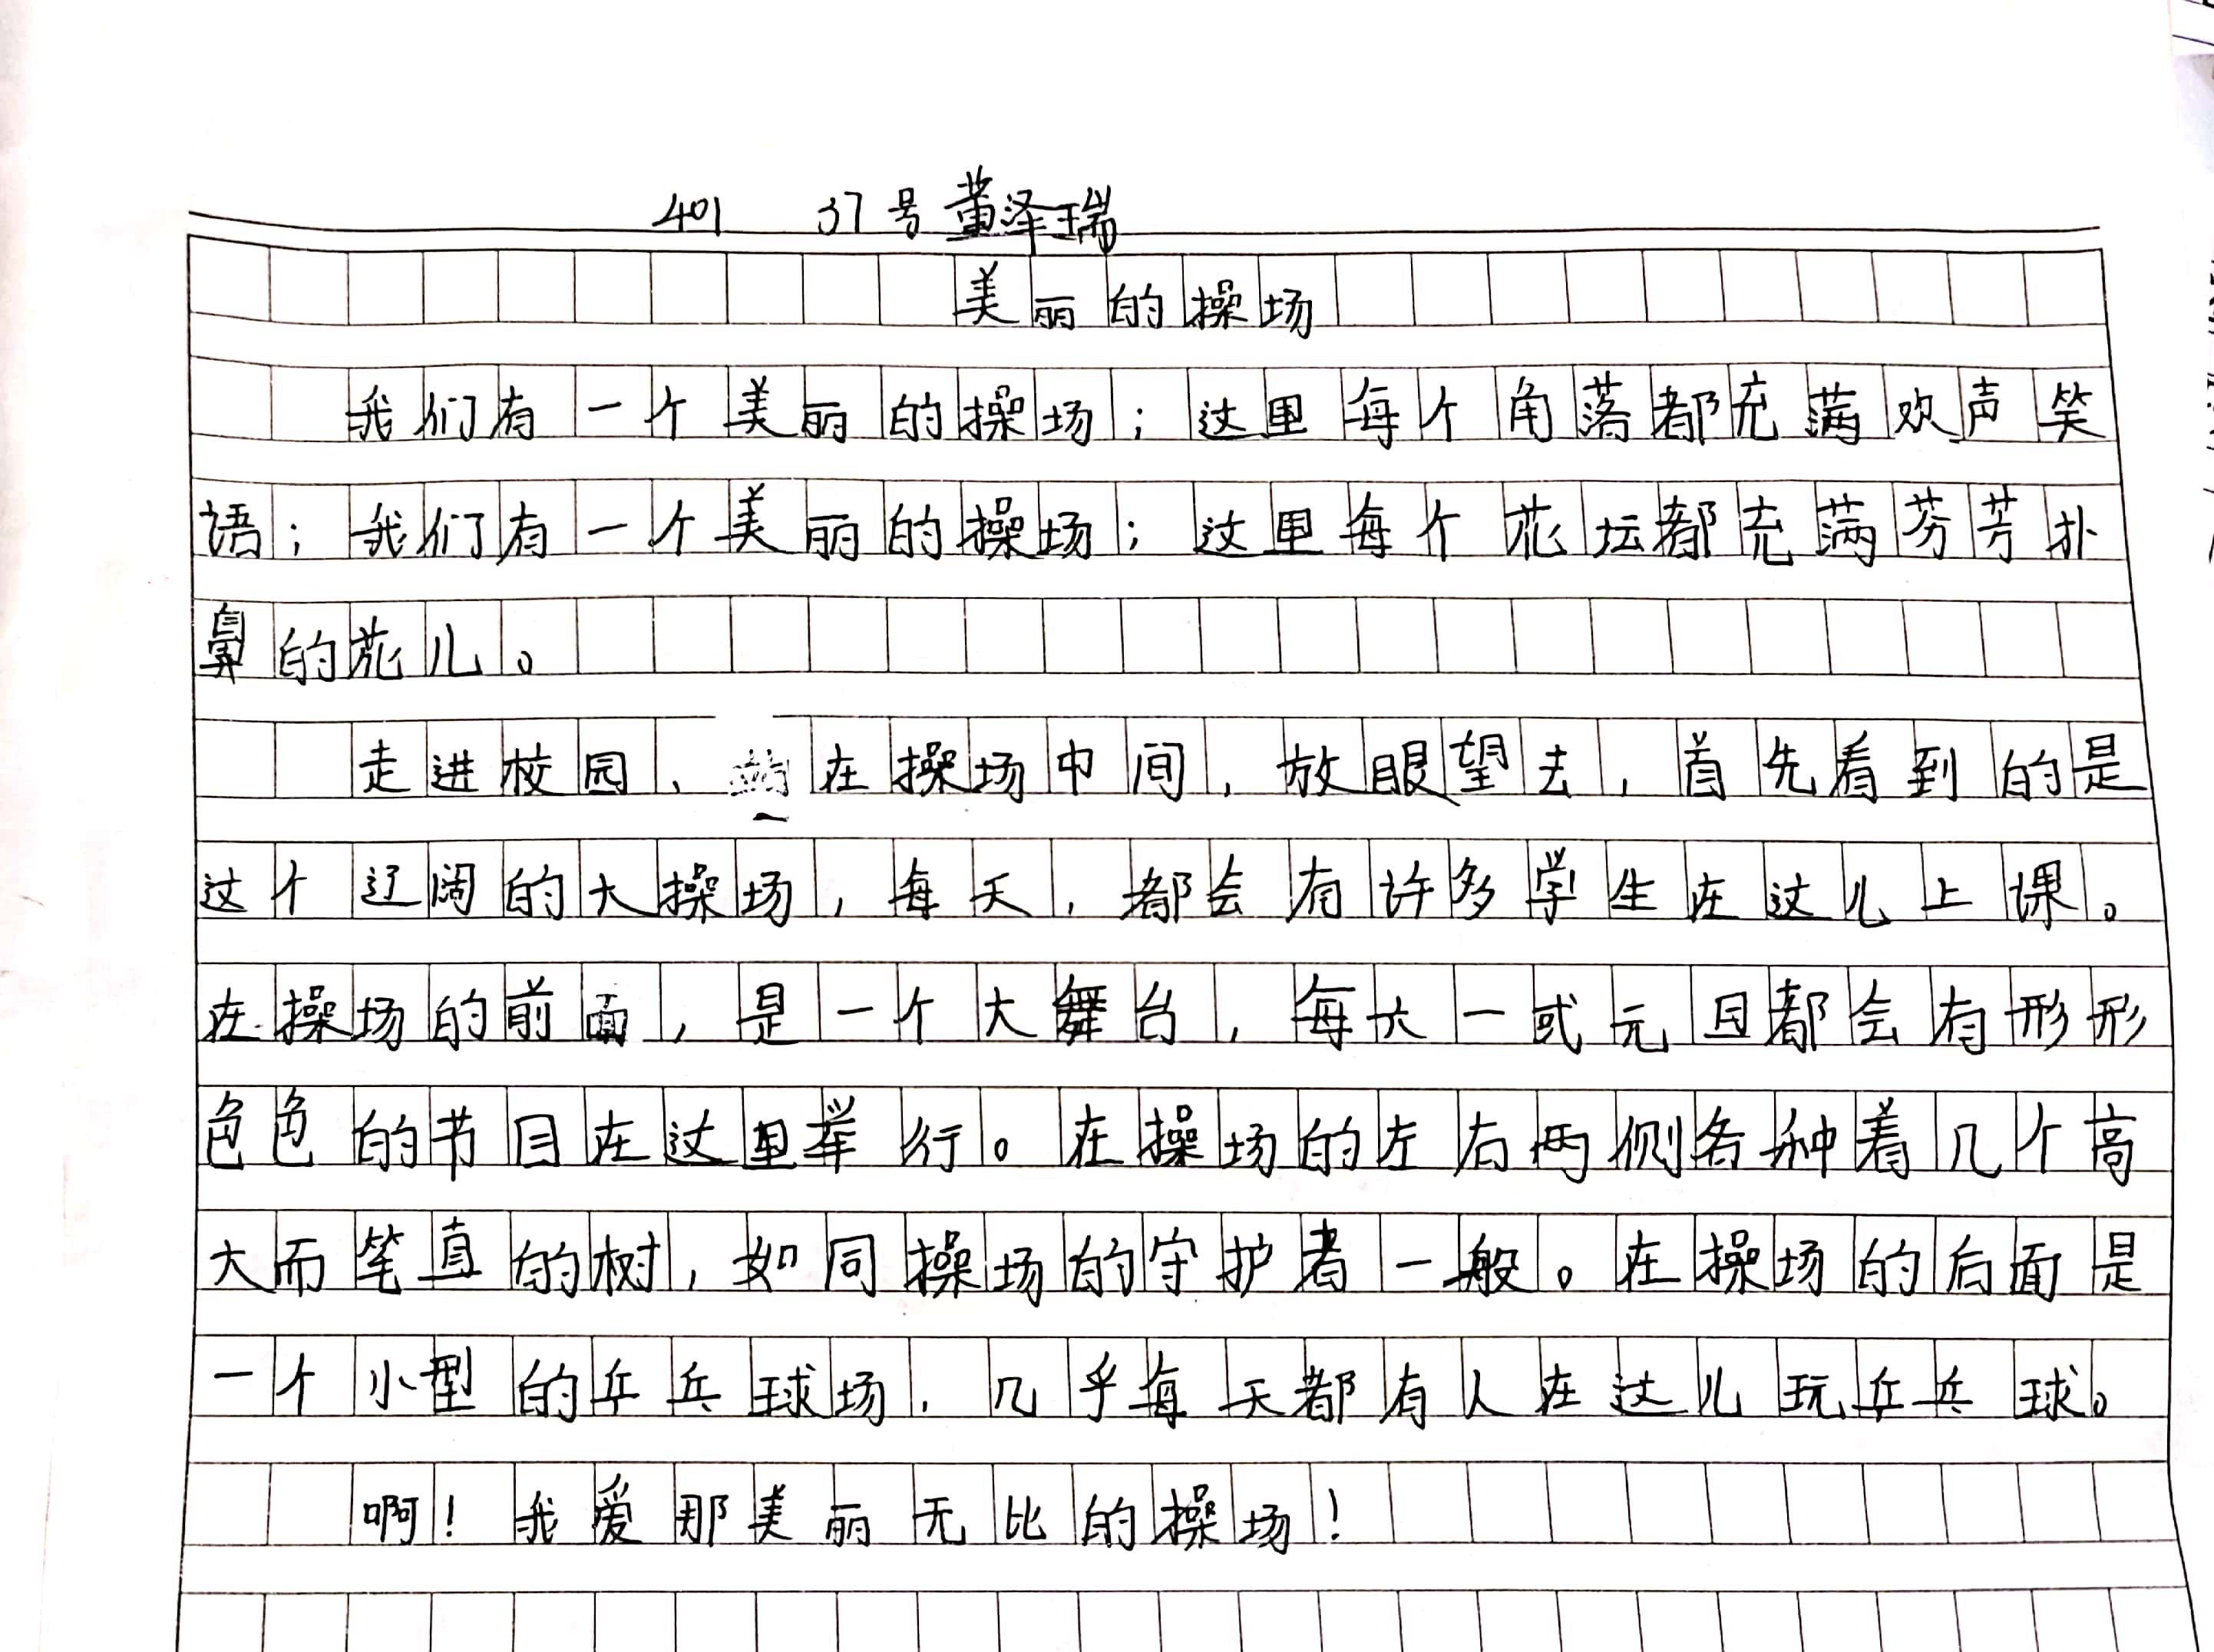 401 37号董泽瑞
美丽的操场
我们有一个美丽的操场；这里每个角落都充满欢声笑
语；我们有一个美丽的操场；这里每个花坛都充满芬芳扑
鼻的花儿。
走进校园、在操场中间，放眼望去，首先看到的是
这个辽阔的大操场，每天，都会有许多学生在这儿上课。
在操场的前面，是一个大舞台，每六一或元旦都会有形形
色色的节目在这里举行。在操场的左右两侧各种着几个高
大而笔直的树，如同操场的守护者一般。在操场的后面是
一个小型的乒乓球场，几乎每天都有人在这儿玩乒乓球。
啊！我爱那美丽无比的操场！